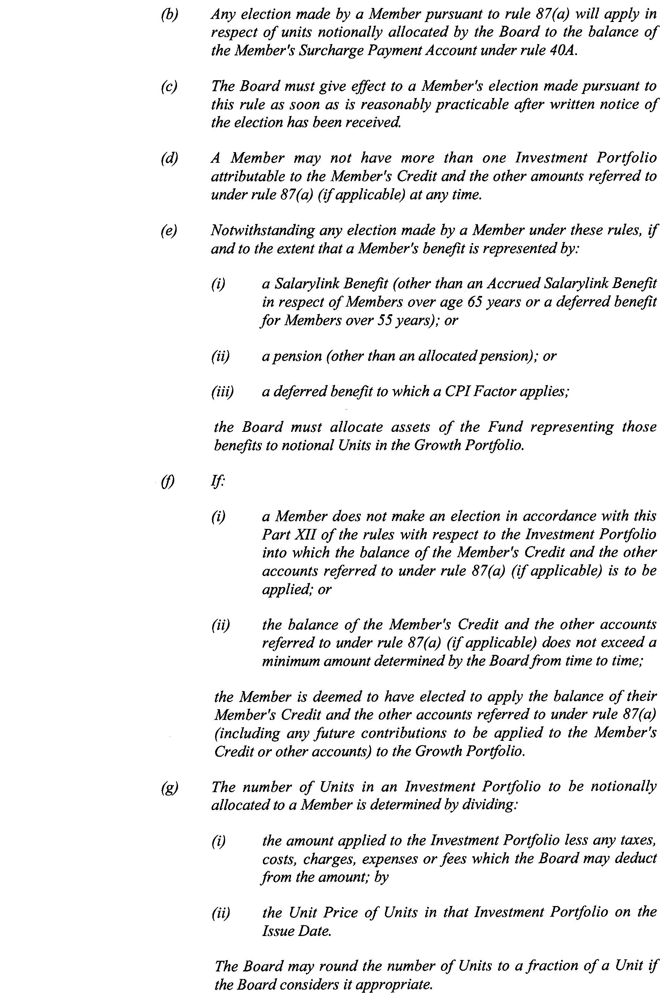 (b) Any election made by a Member pursuant to rule 87(a) will apply in
respect of units notionally allocated by the Board to the balance of
the Member's Surcharge Payment Account under rule 40A.
(c) The Board must give effect to a Member's election made pursuant to
this rule as soon as is reasonably practicable after written notice of
the election has been received.
(d) A Member may not have more than one Investment Portfolio
attributable to the Member's Credit and the other amounts referred to
under rule 87(a) (if applicable) at any time.
(e) Notwithstanding any election made by a Member under these rules, if
and to the extent that a Member's benefit is represented by:
(i) a Salarylink Benefit (other than an Accrued Salarylink Benefit
in respect of Members over age 65 years or a deferred benefit
for Members over 55 years); or
(ii) a pension (other than an allocated pension); or
(iii) a deferred benefit to which a CPI Factor applies;
the Board must allocate assets of the Fund representing those
benefits to notional Units in the Growth Portfolio.
(f) If:
(i) a Member does not make an election in accordance with this
Part XII of the rules with respect to the Investment Portfolio
into which the balance of the Member's Credit and the other
accounts referred to under rule 87(a) (if applicable) is to be
applied; or
(ii) the balance of the Member's Credit and the other accounts
referred to under rule 87(a) (if applicable) does not exceed a
minimum amount determined by the Board from time to time;
the Member is deemed to have elected to apply the balance of their
Member's Credit and the other accounts referred to under rule 87(a)
(including any future contributions to be applied to the Member's
Credit or other accounts) to the Growth Portfolio.
(g) The number of Units in an Investment Portfolio to be notionally
allocated to a Member is determined by dividing:
(i) the amount applied to the Investment Portfolio less any taxes,
costs, charges, expenses or fees which the Board may deduct
from the amount; by
(ii) the Unit Price of Units in that Investment Portfolio on the
Issue Date.
The Board may round the number of Units to a fraction of a Unit if
the Board considers it appropriate.